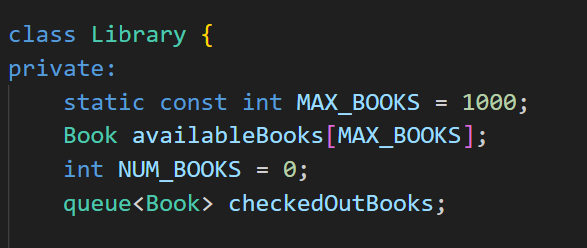 class Library {
private:
    static const int MAX_BOOKS = 1000;
    Book availableBooks[MAX_BOOKS];
    int NUM_BOOKS = 0;
    queue<Book> checkedOutBooks;